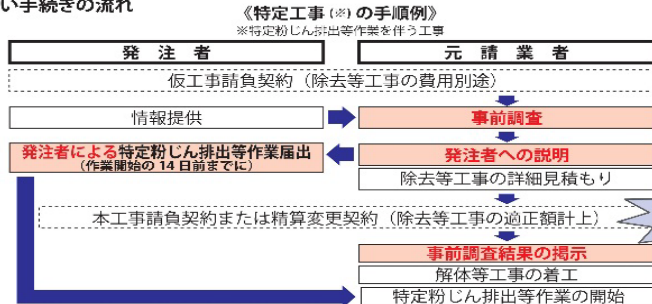 い手続きの流れ
《特定工事(※)の手順例》
※特定粉じん排出等作業を伴う工事
発 注 者
元 請 業 者
仮工事請負契約（除去等工事の費用別途）
情報提供
事前調査
発注者による特定粉じん排出等作業届出
（作業開始の 14 日前までに）
発注者への説明
除去等工事の詳細見積もり
本工事請負契約または精算変更契約（除去等工事の適正額計上）
事前調査結果の掲示
解体等工事の着工
特定粉じん排出等作業の開始